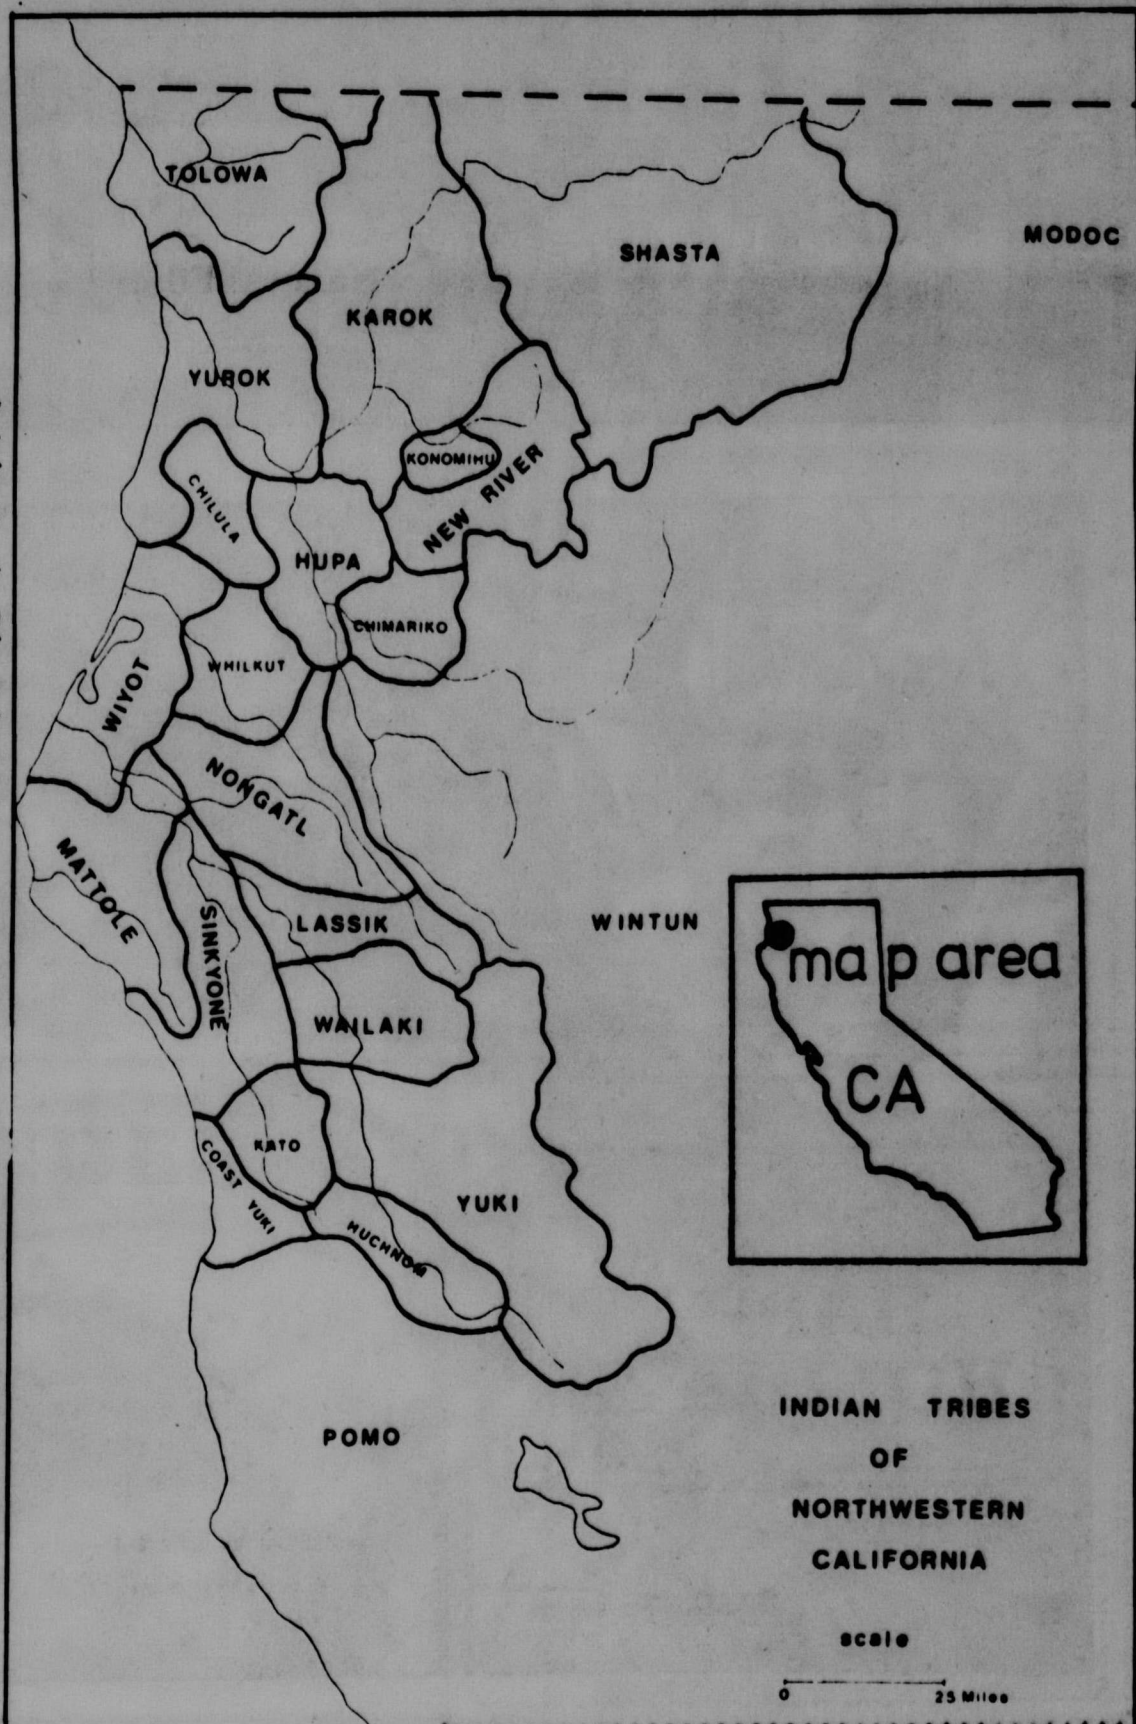 TOLOWA
SHASTA
MODOC
KAROK
YUROK
KONOMIHU
NEW RIVER
CHILULA
HUPA
CHIMARIKO
WHILKUT
WIYOT
NONGATL
MATTOLE
SINKYONE
LASSIK
WINTUN
map area
CA
WAILAKI
KATO
COAST YUKI
YUKI
HUCHNOM
POMO
INDIAN TRIBES
OF
NORTHWESTERN
CALIFORNIA
scale
0 25 Miles